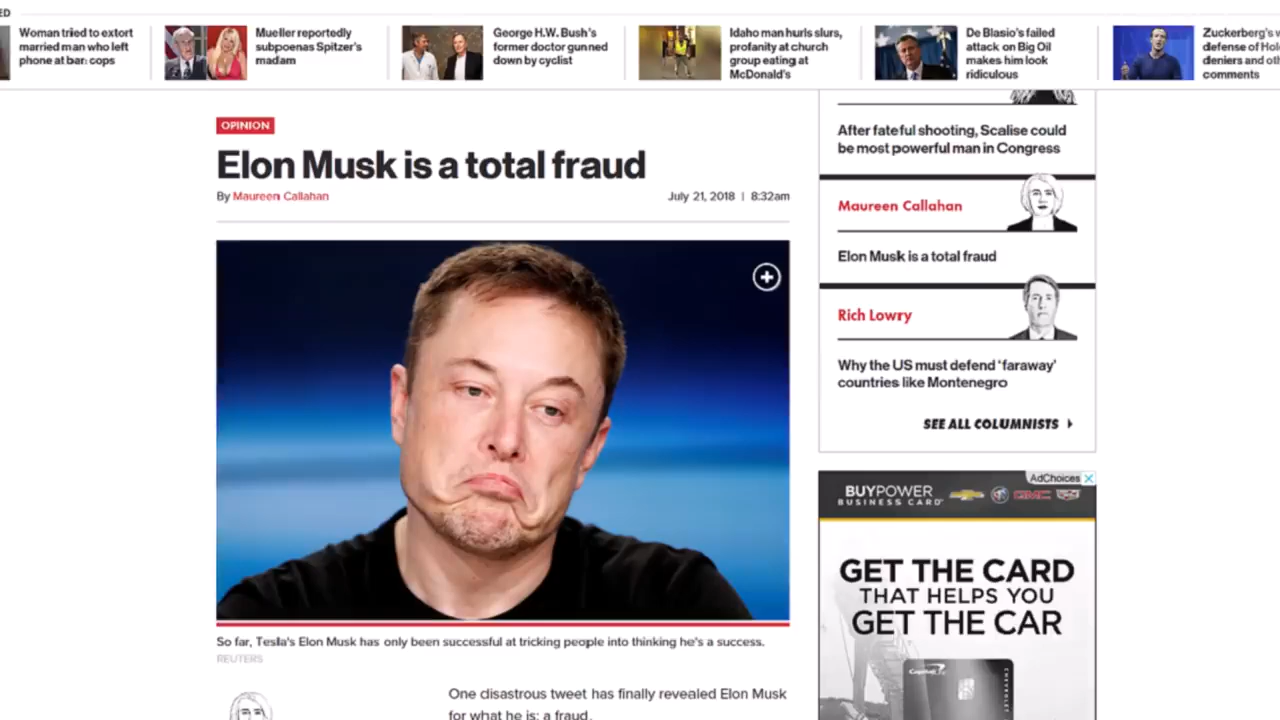 ED
Woman tried to extort
married man who left
phone at bar: cops
Mueller reportedly
subpoenas Spitzer's
madam
George H.W. Bush's
former doctor gunned
down by cyclist
Idaho man hurls slurs,
profanity at church
group eating at
McDonald's
De Blasio's failed
attack on Big Oil
makes him look
ridiculous
Zuckerberg's
defense of
deniers and
comments
OPINION
Elon Musk is a total fraud
By Maureen Callahan
July 21, 2018 | 8:32am
So far, Tesla's Elon Musk has only been successful at tricking people into thinking he's a success.
REUTERS
One disastrous tweet has finally revealed Elon Musk
for what he is: a fraud.
After fateful shooting, Scalise could
be most powerful man in Congress
Maureen Callahan
Elon Musk is a total fraud
Rich Lowry
Why the US must defend ‘faraway’
countries like Montenegro
SEE ALL COLUMNISTS
AdChoices
BUYPOWER
BUSINESS CARD
GMC
GET THE CARD
THAT HELPS YOU
GET THE CAR
Capital One